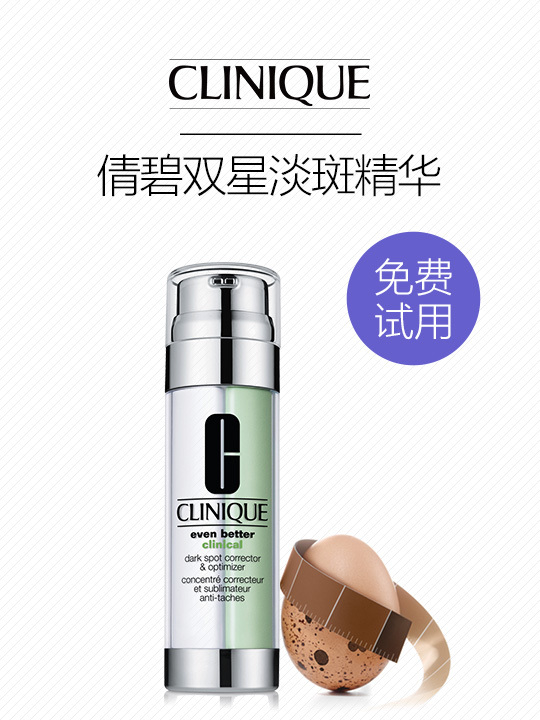 CLINIQUE
倩碧双星淡斑精华
免费
试用
C
CLINIQUE
even better
clinical
dark spot corrector
& optimizer
concentré correcteur
et sublimateur
anti-taches